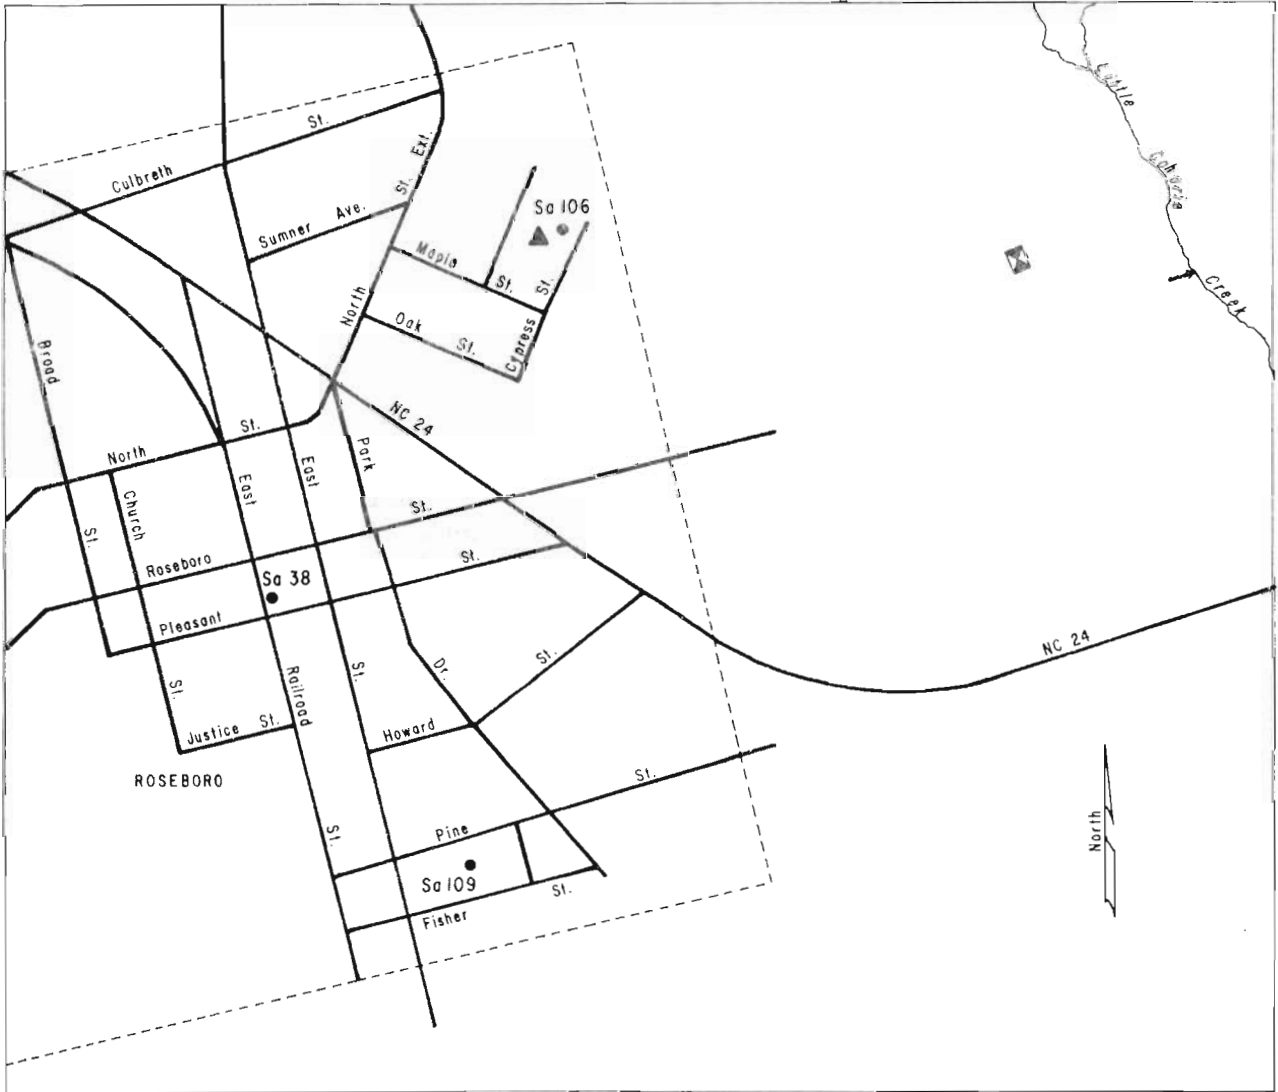 Little
Coharie
Creek
Culbreth St.
Sumner Ave.
North St. Ext.
Sa 106
Maple St.
Oak St.
Cypress St.
Broad St.
NC 24
North St.
Church St.
East
East St.
Park Dr.
Roseboro St.
Sa 38
Pleasant St.
Railroad St.
Justice St.
Howard St.
NC 24
ROSEBORO
Pine St.
Sa 109
Fisher St.
North